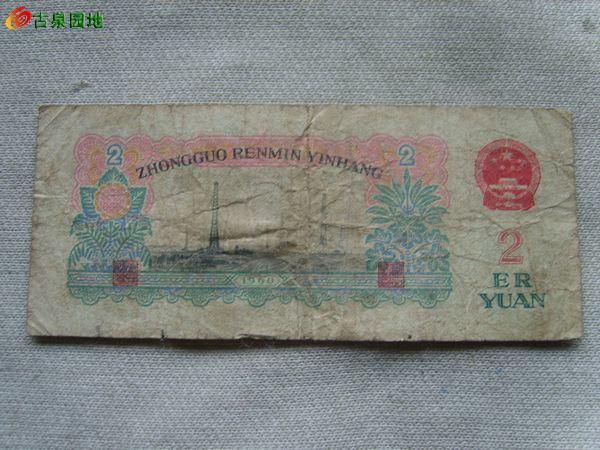 古泉园地
2 2
ZHONGGUO RENMIN YINHANG
2
ER
YUAN
1960